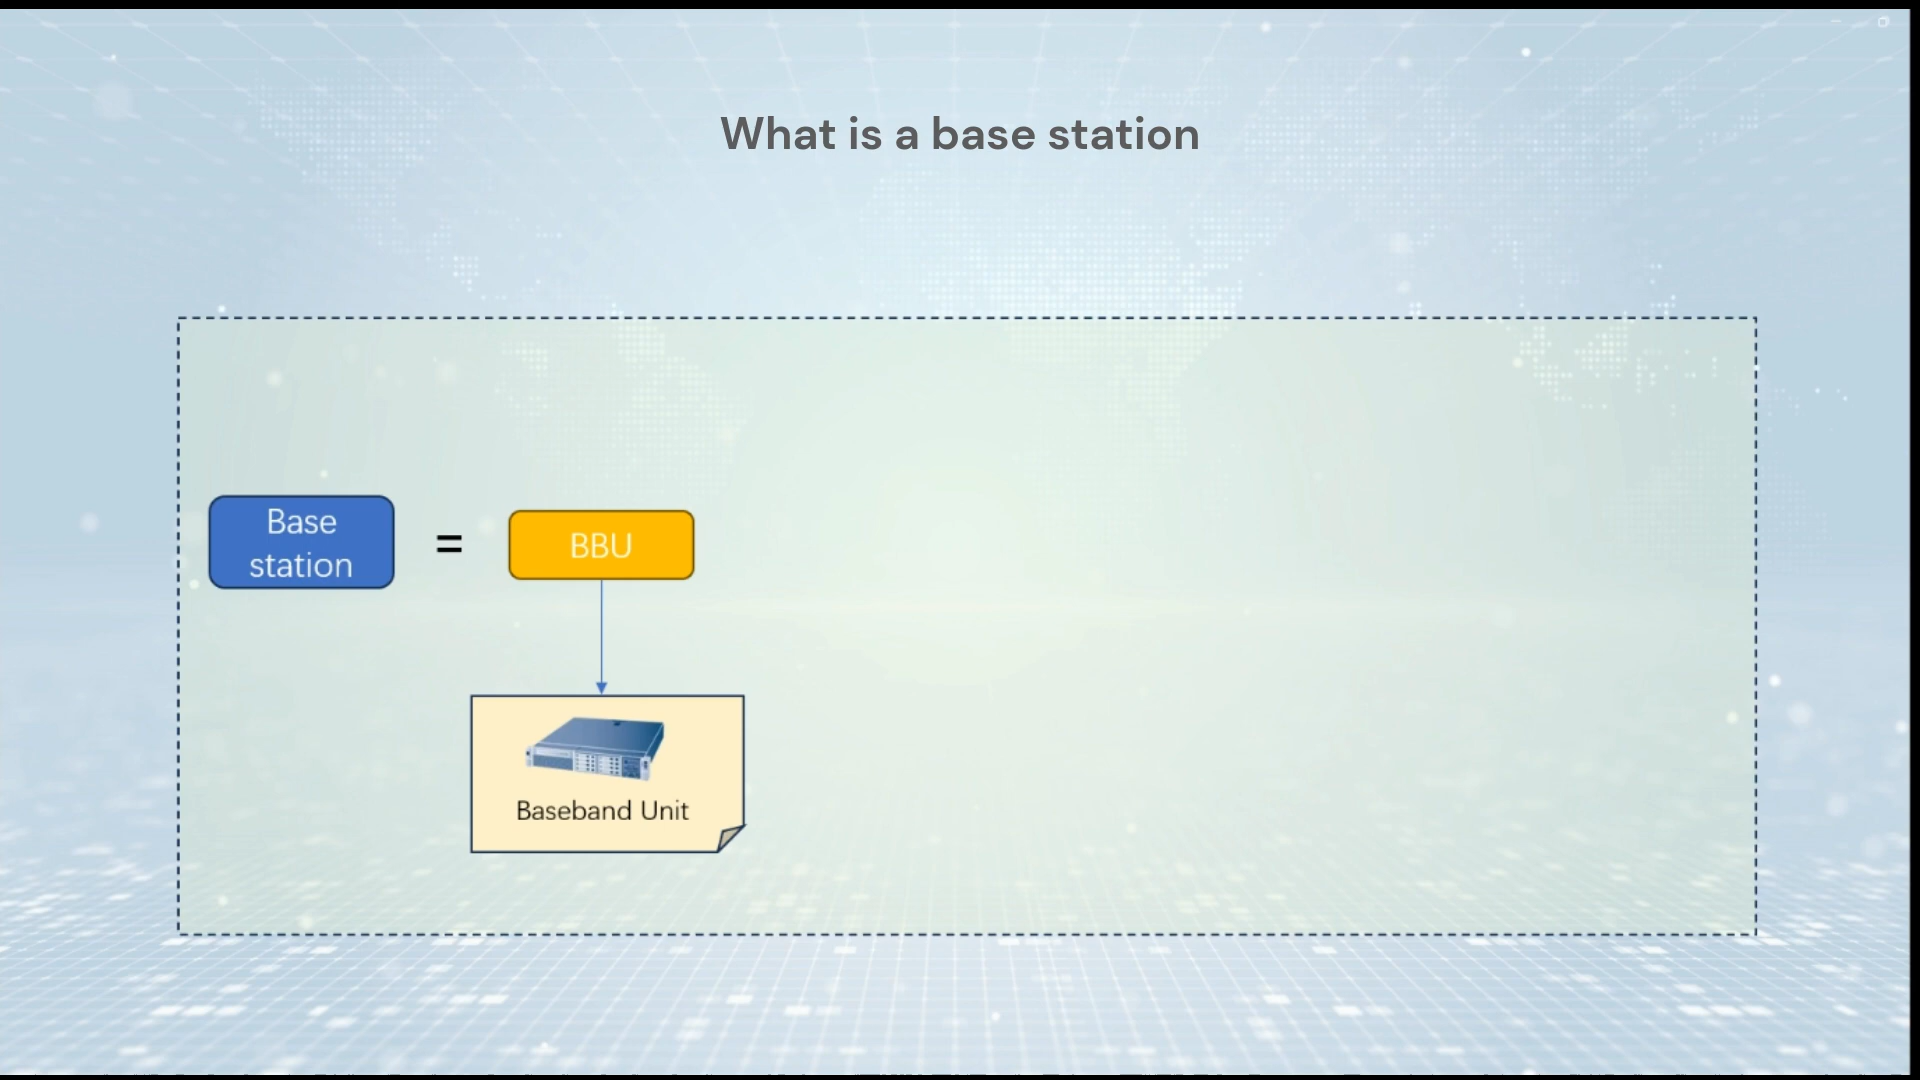 What is a base station
Base
station
=
BBU
Baseband Unit